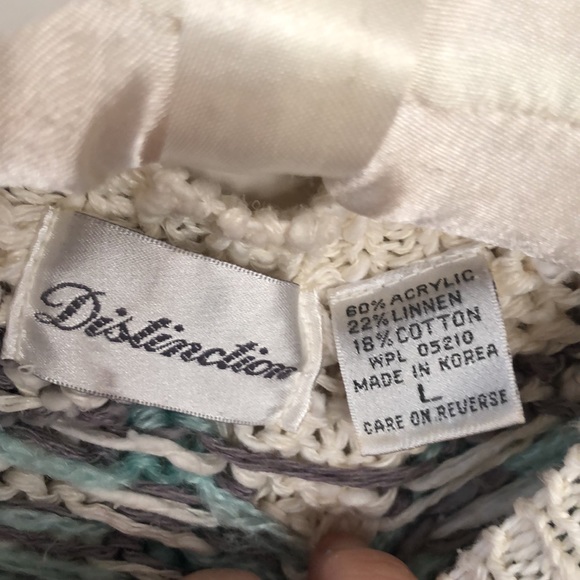 Distinction
60% ACRYLIC
22% LINNEN
18% COTTON
WPL 05210
MADE IN KOREA
L
CARE ON REVERSE